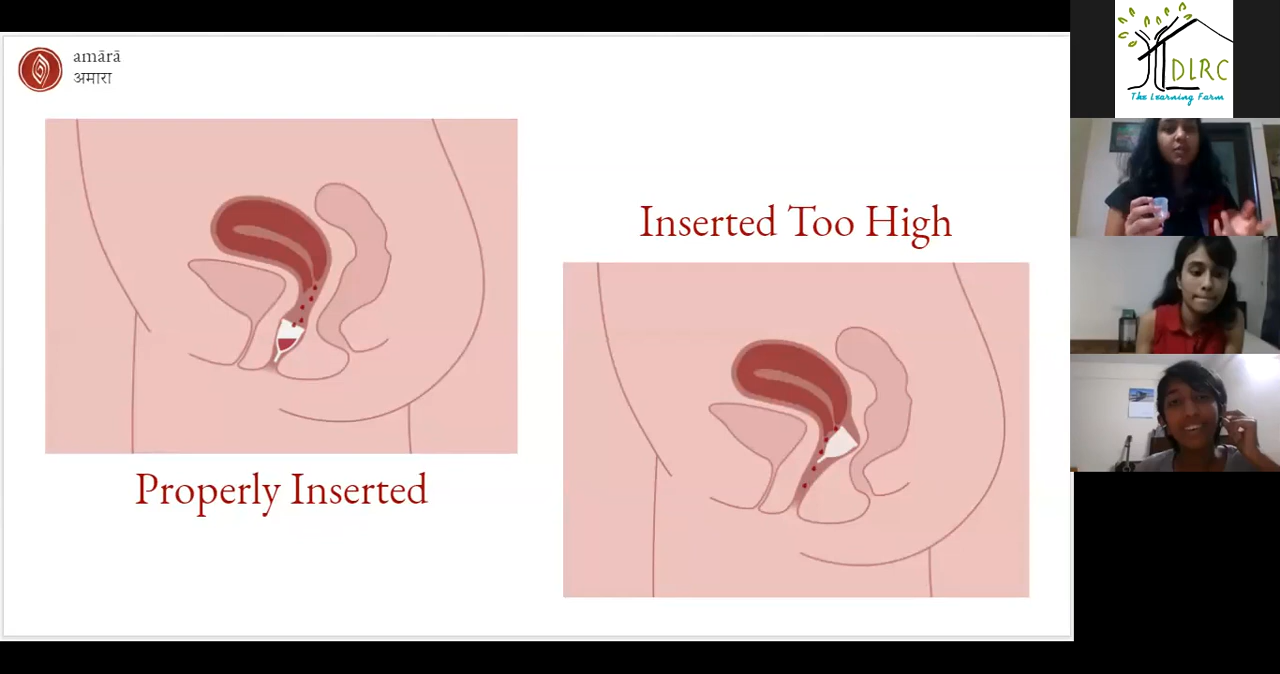 amārā
अमारा
Inserted Too High
Properly Inserted
DLRC
The Learning Farm